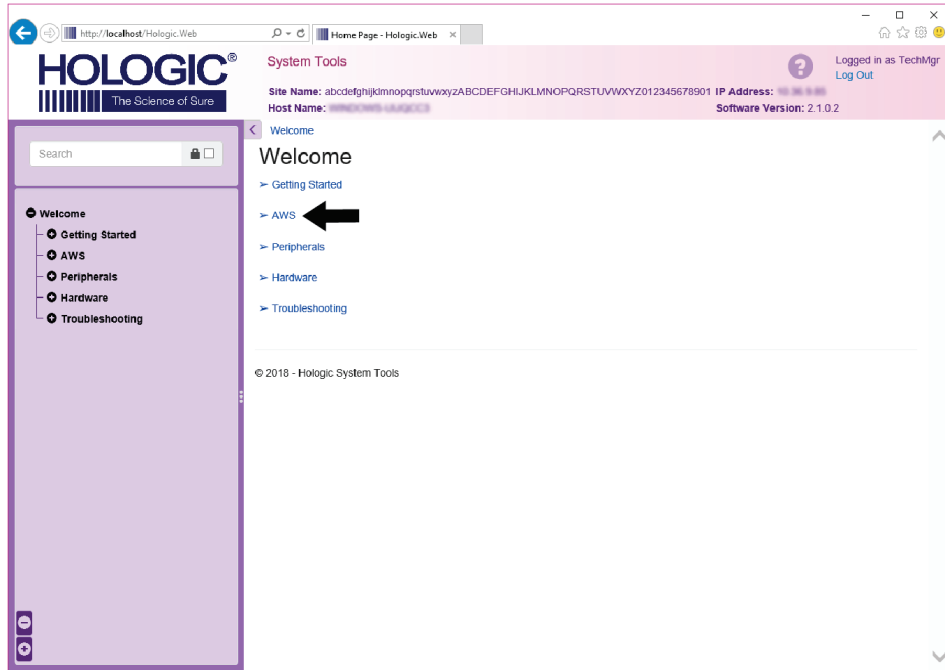 http://localhost/Hologic.Web
Home Page - Hologic.Web
HOLOGIC®
The Science of Sure
System Tools
Logged in as TechMgr
Log Out
Site Name: abcdefghijklmnopqrstuvwxyzABCDEFGHIJKLMNOPQRSTUVWXYZ012345678901 IP Address:
Host Name:
Software Version: 2.1.0.2
Search
Welcome
Getting Started
AWS
Peripherals
Hardware
Troubleshooting
Welcome
Welcome
➢ Getting Started
➢ AWS
➢ Peripherals
➢ Hardware
➢ Troubleshooting
© 2018 - Hologic System Tools